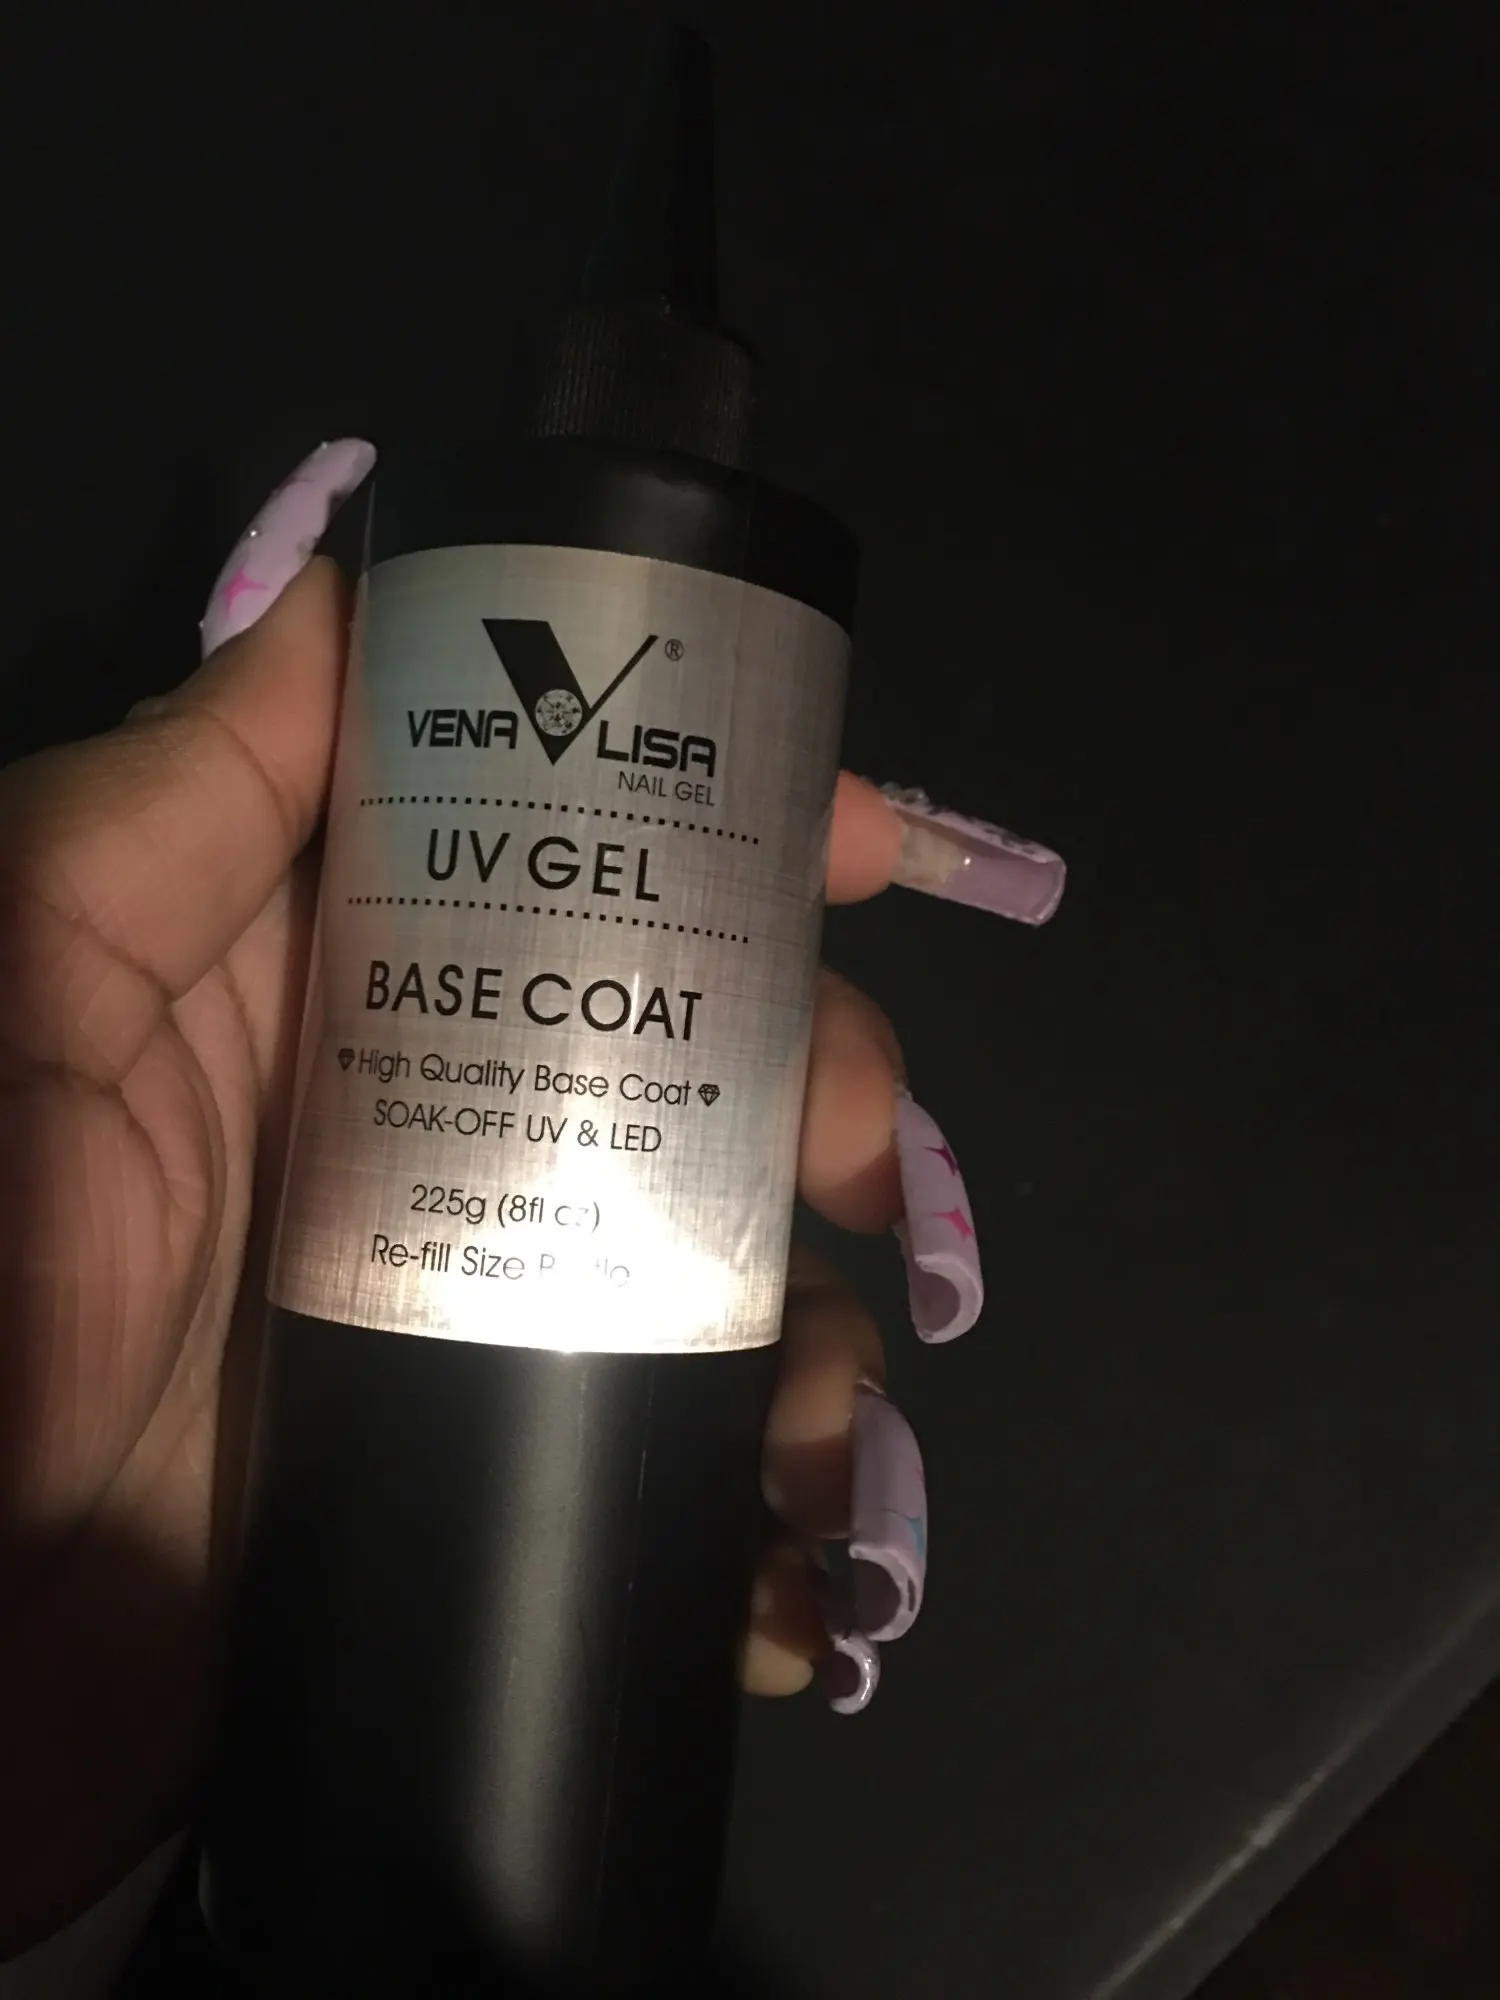 ®
VENA LISA
NAIL GEL
UV GEL
BASE COAT
High Quality Base Coat
SOAK-OFF UV & LED
225g (8fl oz)
Re-fill Size